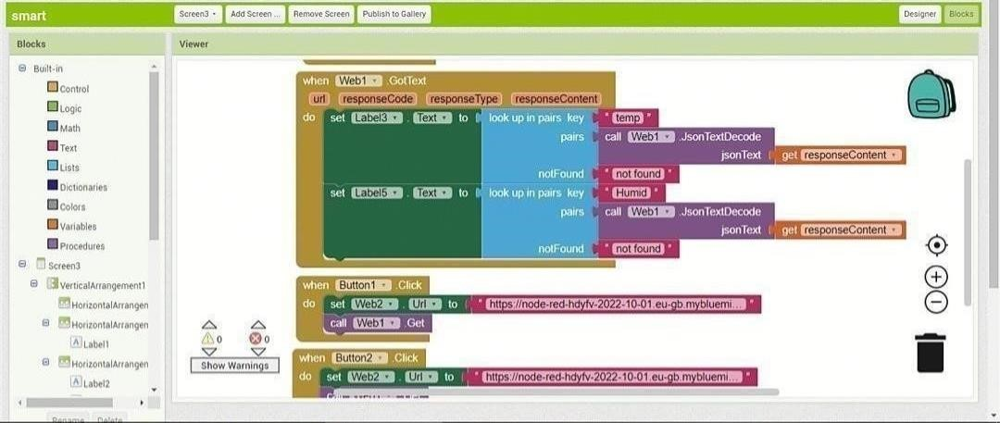 smart Screen3 Add Screen ... Remove Screen Publish to Gallery Designer Blocks
Blocks Viewer
Built-in
Control
Logic
Math
Text
Lists
Dictionaries
Colors
Variables
Procedures
Screen3
VerticalArrangement1
HorizontalArrangen
HorizontalArrangen
Label1
HorizontalArrangen
Label2
Rename Delete
when Web1 .GotText
url responseCode responseType responseContent
do set Label3 . Text to look up in pairs key " temp "
pairs call Web1 .JsonTextDecode
jsonText get responseContent
notFound " not found "
set Label5 . Text to look up in pairs key " Humid "
pairs call Web1 .JsonTextDecode
jsonText get responseContent
notFound " not found "
when Button1 .Click
do set Web2 . Url to " https://node-red-hdyfv-2022-10-01.eu-gb.mybluemi... "
call Web1 .Get
when Button2 .Click
do set Web2 . Url to " https://node-red-hdyfv-2022-10-01.eu-gb.mybluemi... "
0 0
Show Warnings